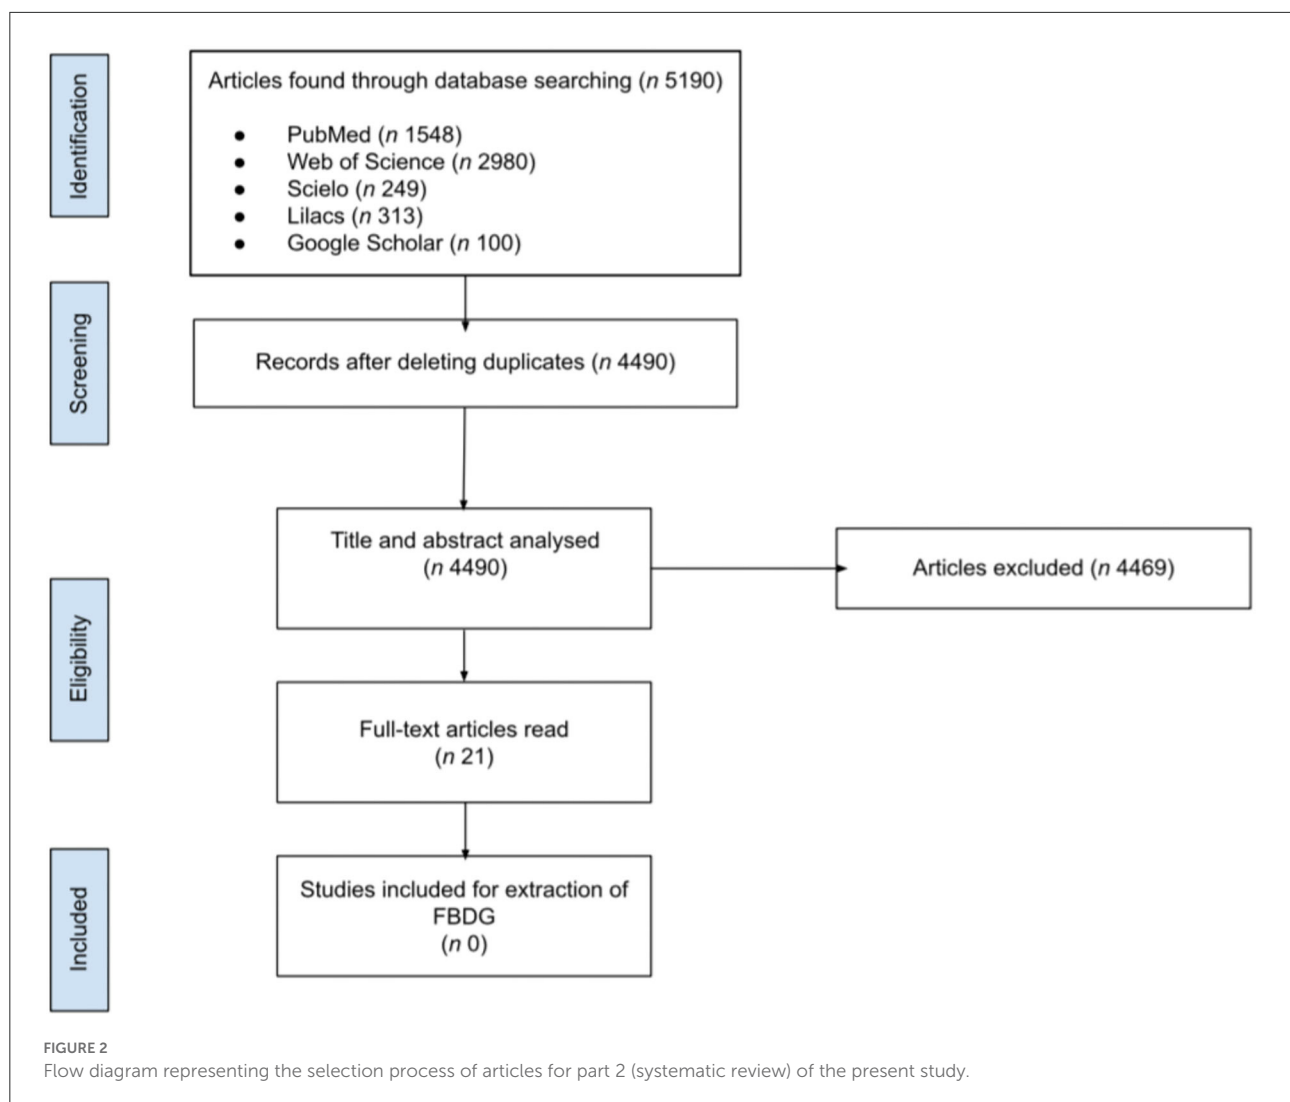 Identification
Articles found through database searching (n 5190)
● PubMed (n 1548)
● Web of Science (n 2980)
● Scielo (n 249)
● Lilacs (n 313)
● Google Scholar (n 100)
Screening
Records after deleting duplicates (n 4490)
Eligibility
Title and abstract analysed
(n 4490)
Articles excluded (n 4469)
Full-text articles read
(n 21)
Included
Studies included for extraction of
FBDG
(n 0)
FIGURE 2
Flow diagram representing the selection process of articles for part 2 (systematic review) of the present study.